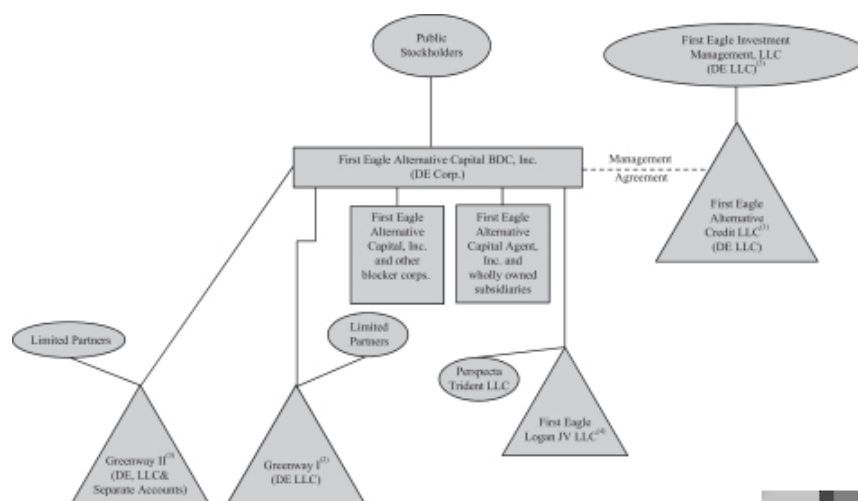 Public
Stockholders
First Eagle Investment
Management, LLC
(DE LLC)
First Eagle Alternative Capital BDC, Inc.
(DE Corp.)
Management
Agreement
First Eagle
Alternative
Capital, Inc.
and other
blocker corps.
First Eagle
Alternative
Capital Agent,
Inc. and
wholly owned
subsidiaries
First Eagle
Alternative
Credit LLC
(DE LLC)
Limited Partners
Limited
Partners
Perspecta
Trident LLC
First Eagle
Logan JV LLC
Greenway II
(DE, LLC&
Separate Accounts)
Greenway I
(DE LLC)